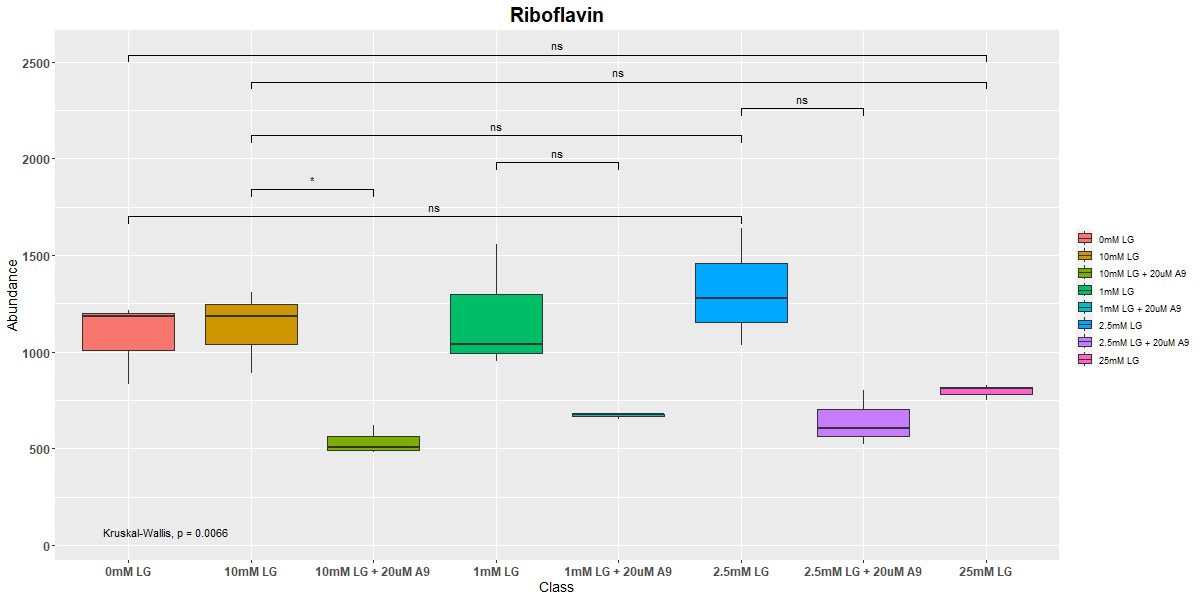 Riboflavin
ns
ns
ns
ns
ns
*
ns
2500
2000
1500
1000
500
0
Abundance
Kruskal-Wallis, p = 0.0066
0mM LG
10mM LG
10mM LG + 20uM A9
1mM LG
1mM LG + 20uM A9
2.5mM LG
2.5mM LG + 20uM A9
25mM LG
Class
0mM LG
10mM LG
10mM LG + 20uM A9
1mM LG
1mM LG + 20uM A9
2.5mM LG
2.5mM LG + 20uM A9
25mM LG